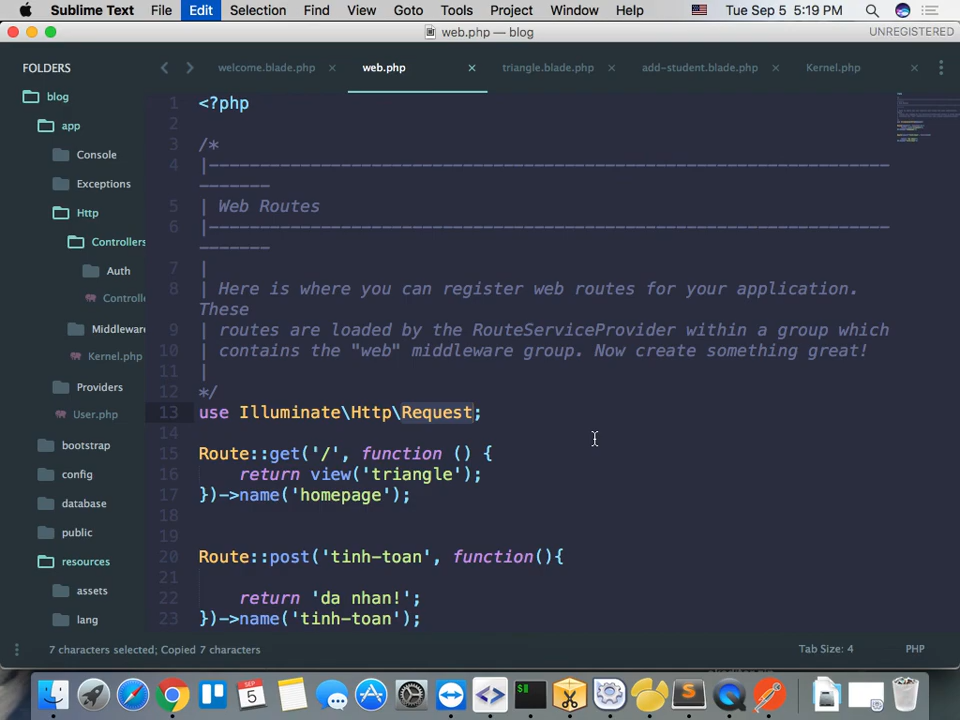 Sublime Text File Edit Selection Find View Goto Tools Project Window Help Tue Sep 5 5:19 PM
web.php — blog UNREGISTERED
FOLDERS
blog
app
Console
Exceptions
Http
Controllers
Auth
Controlle
Middleware
Kernel.php
Providers
User.php
bootstrap
config
database
public
resources
assets
lang
welcome.blade.php × web.php × triangle.blade.php × add-student.blade.php × Kernel.php ×
1 <?php
2
3 /*
4 |--------------------------------------------------------------------
-------
5 | Web Routes
6 |--------------------------------------------------------------------
-------
7 |
8 | Here is where you can register web routes for your application.
These
9 | routes are loaded by the RouteServiceProvider within a group which
10 | contains the "web" middleware group. Now create something great!
11 |
12 */
13 use Illuminate\Http\Request;
14
15 Route::get('/', function () {
16 return view('triangle');
17 })->name('homepage');
18
19
20 Route::post('tinh-toan', function(){
21
22 return 'da nhan!';
23 })->name('tinh-toan');
7 characters selected; Copied 7 characters Tab Size: 4 PHP
SEP
5